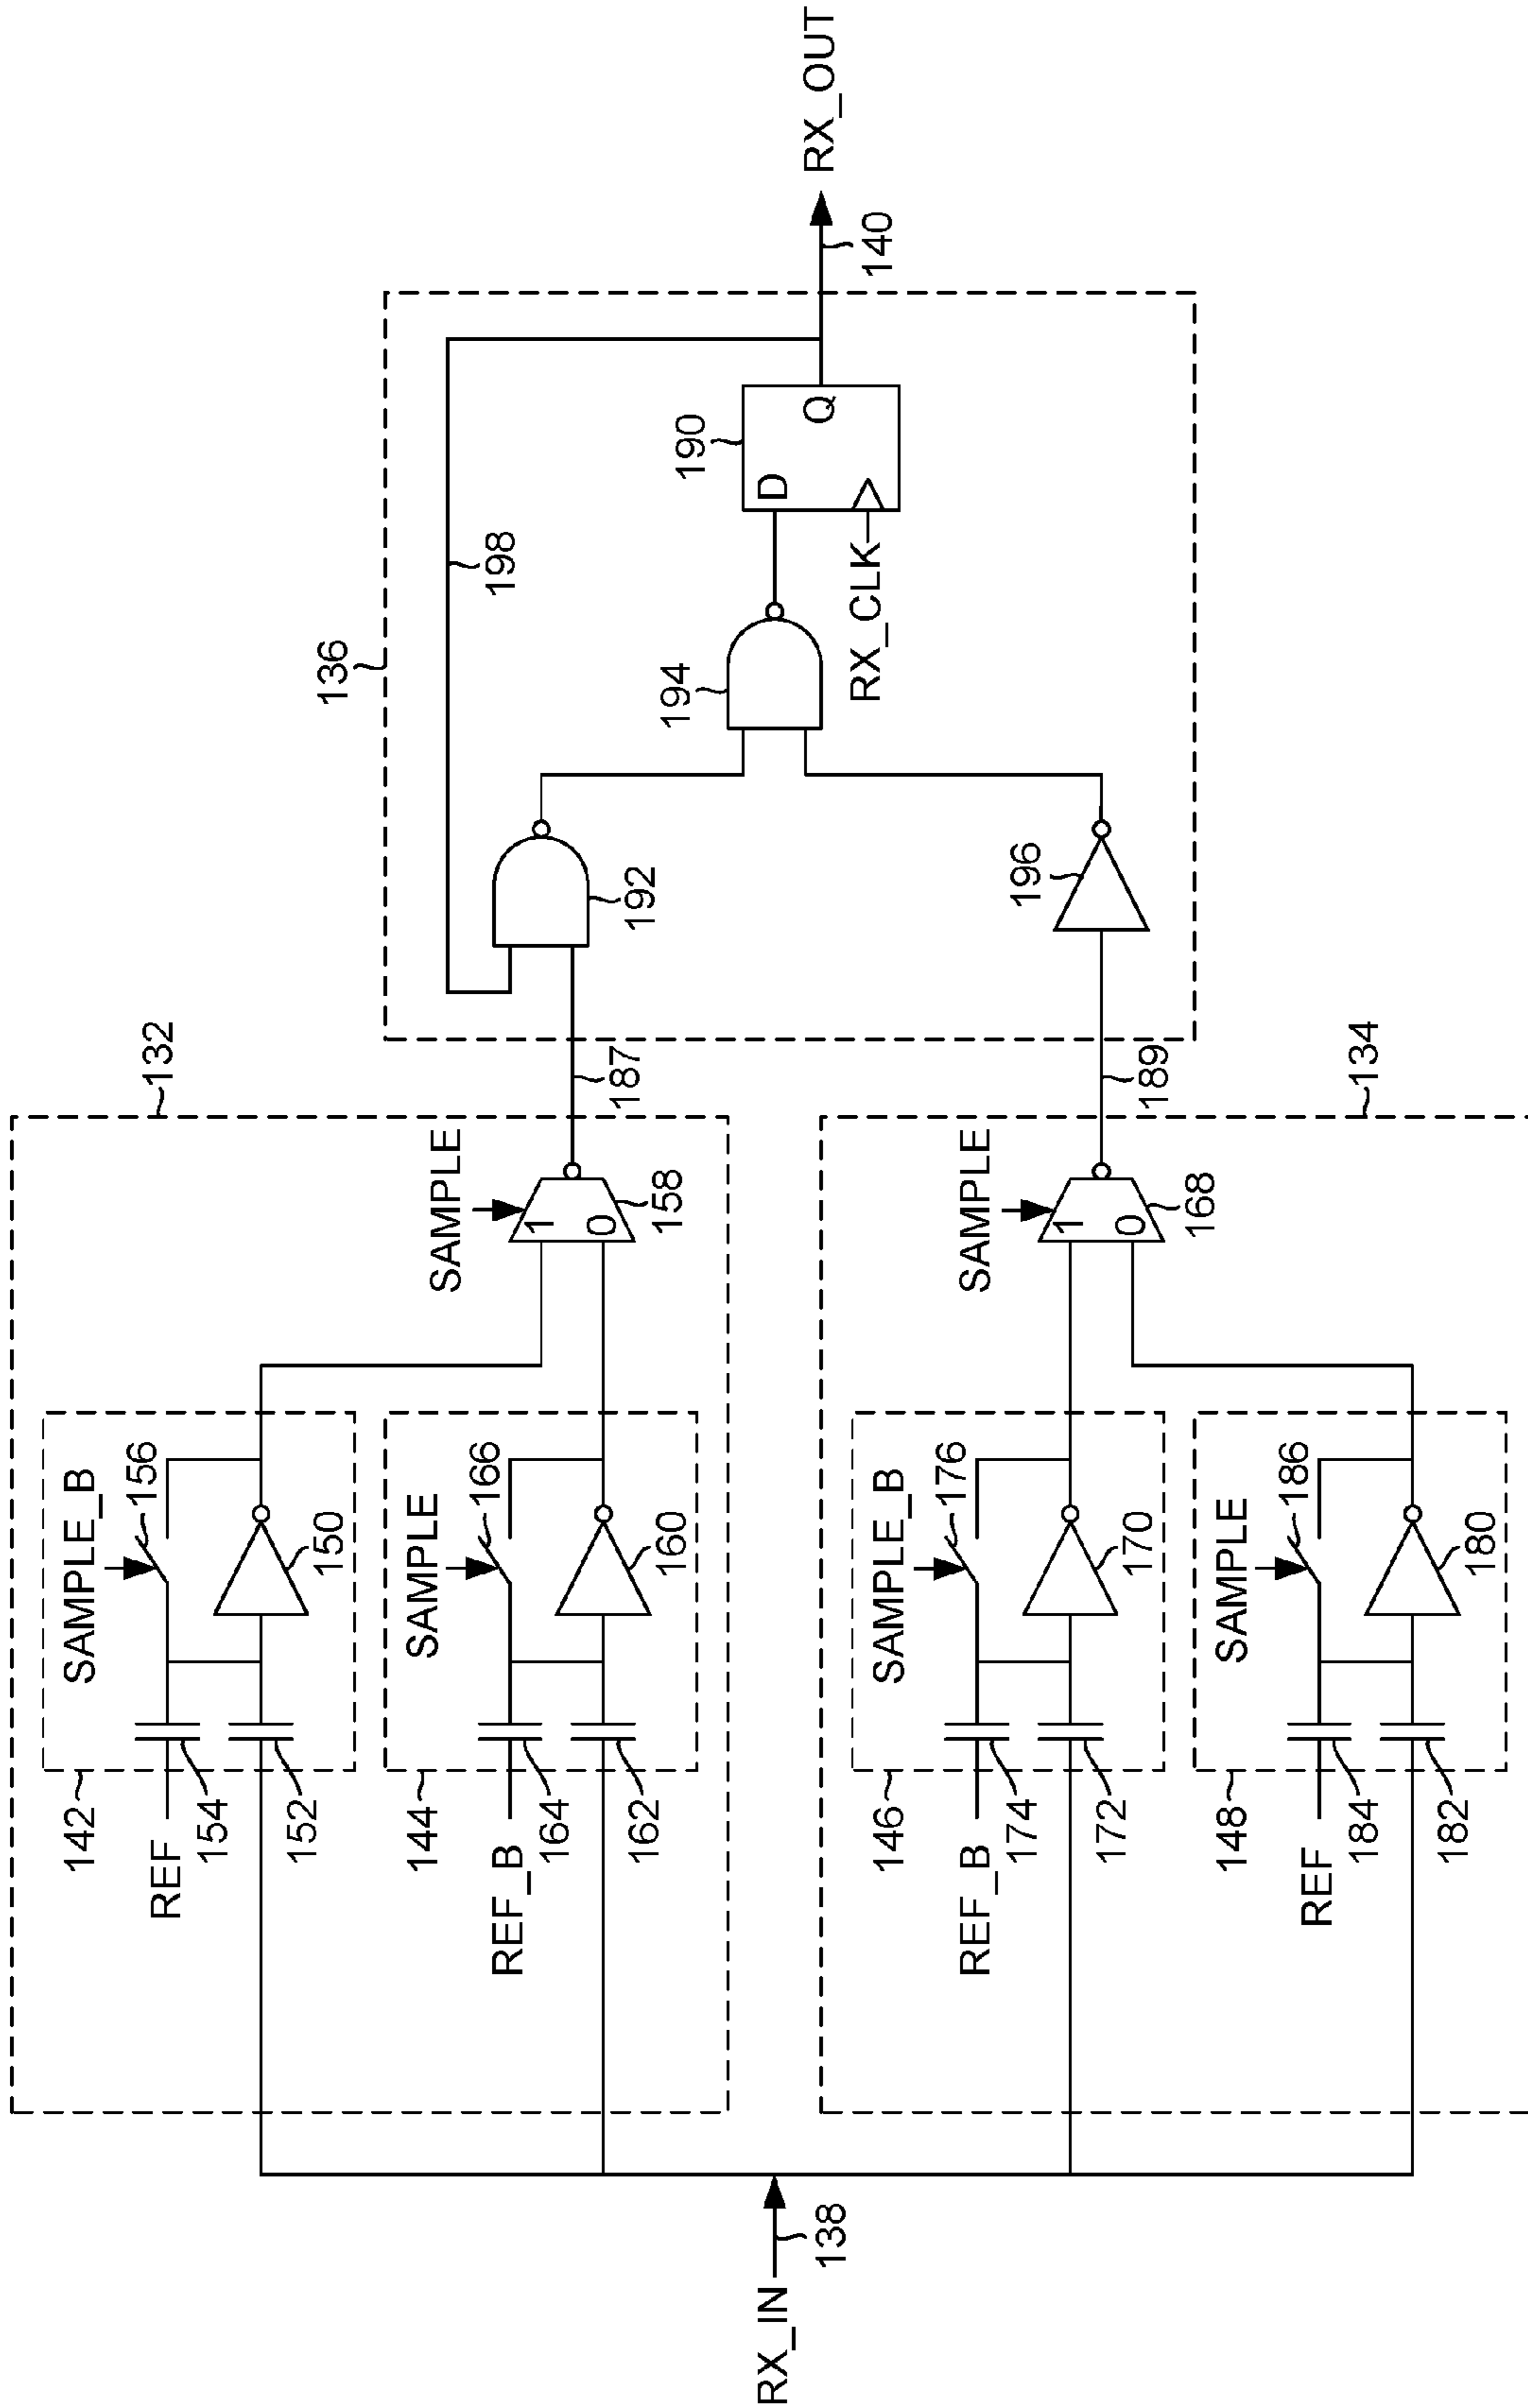 RX_IN
138
132
142
REF
154
152
SAMPLE_B
156
150
144
REF_B
164
162
SAMPLE
166
160
SAMPLE
1
0
158
187
134
146
REF_B
174
172
SAMPLE_B
176
170
148
REF
184
182
SAMPLE
186
180
SAMPLE
1
0
168
189
136
198
192
196
194
190
D
Q
RX_CLK
140
RX_OUT